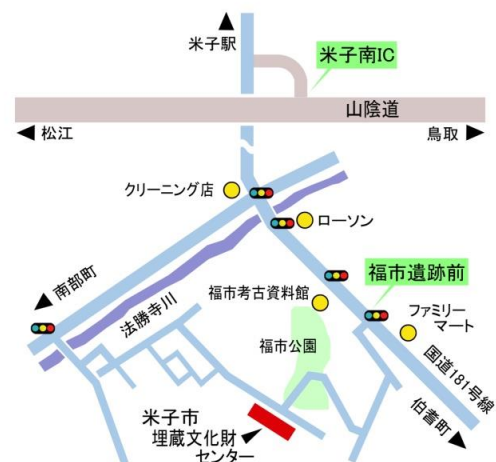 米子駅
米子南IC
山陰道
松江
鳥取
クリーニング店
ローソン
南部町
福市遺跡前
福市考古資料館
ファミリー
マート
法勝寺川
福市公園
国道181号線
米子市
埋蔵文化財
センター
伯耆町